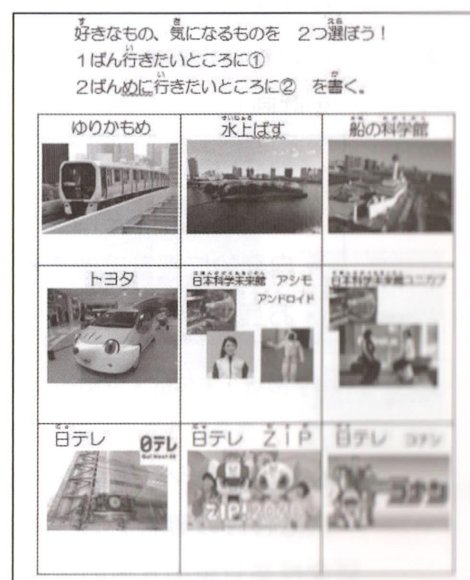 好きなもの、気になるものを 2つ選ぼう!
1ばん行きたいところに①
2ばんめに行きたいところに② を書く。
ゆりかもめ
水上ばす
船の科学館
トヨタ
日本科学未来館 アシモ
アンドロイド
日本科学未来館ユニカブ
日テレ
日テレ
日テレ ZIP
ZIP!2020
日テレ コナン
コナン